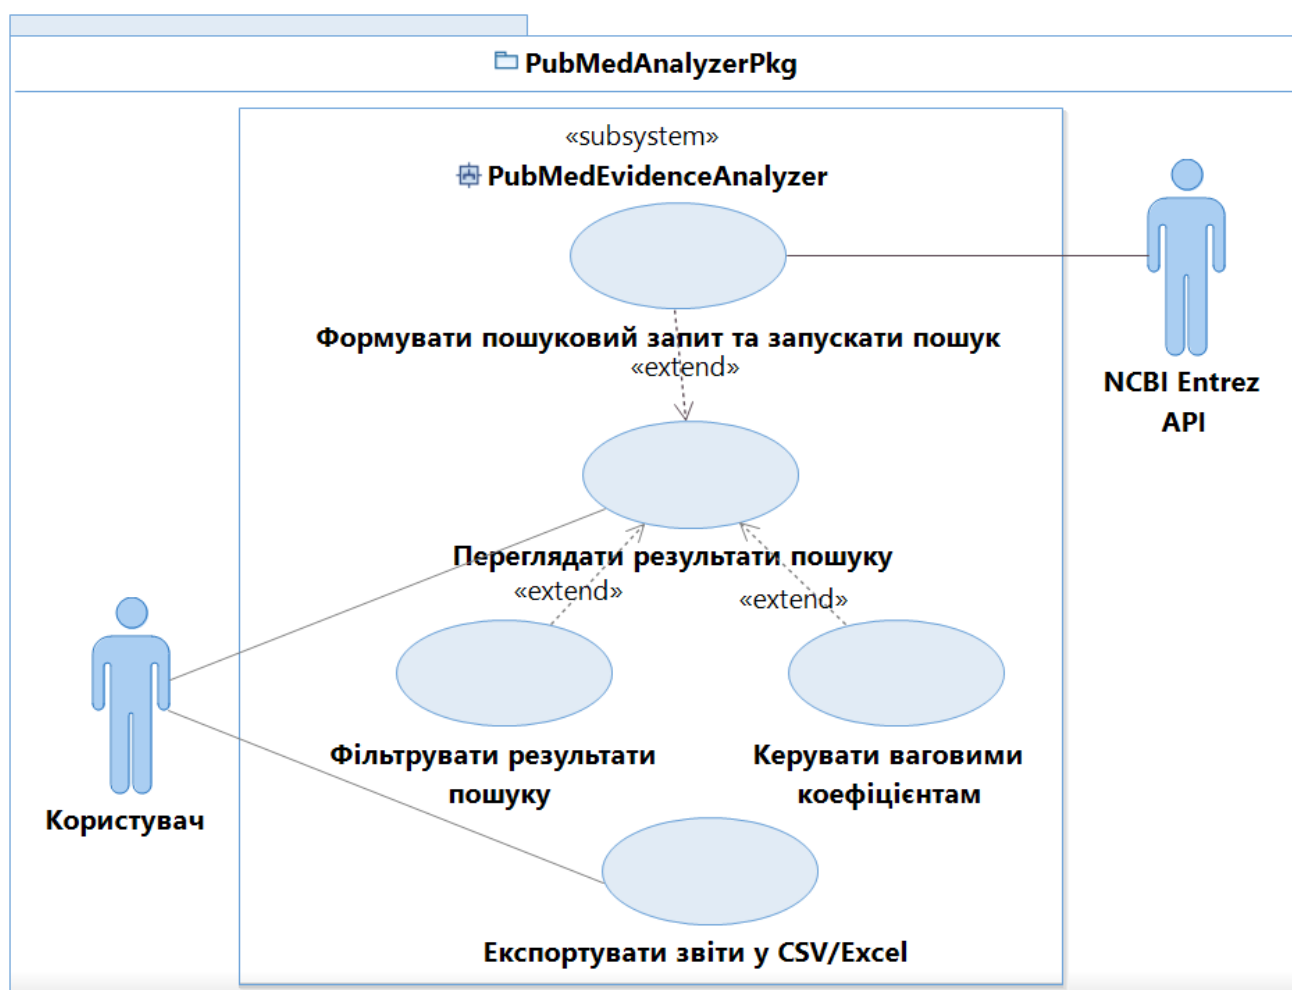 PubMedAnalyzerPkg
«subsystem»
PubMedEvidenceAnalyzer
Формувати пошуковий запит та запускати пошук
«extend»
NCBI Entrez
API
Переглядати результати пошуку
«extend»
«extend»
Фільтрувати результати
пошуку
Керувати ваговими
коефіцієнтам
Користувач
Експортувати звіти у CSV/Excel